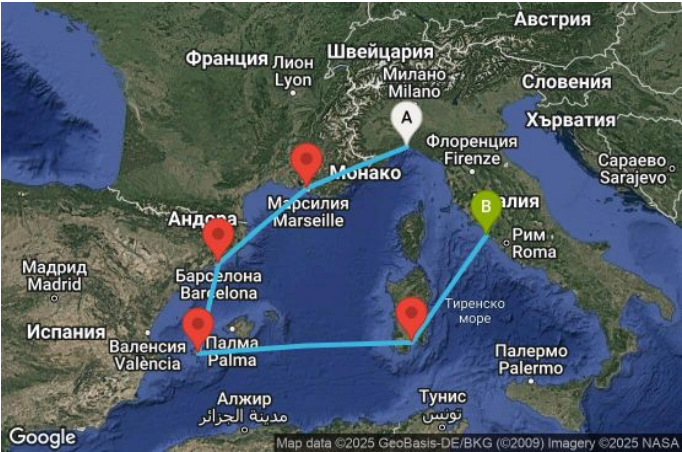 Австрия
Франция
Лион
Lyon
Швейцария
Милано
Milano
Словения
A
Хърватия
Флоренция
Firenze
Монако
Сараево
Sarajevo
Марсилия
Marseille
B
алия
Андора
Рим
Roma
Мадрид
Madrid
Барселона
Barcelona
Тиренско
море
Испания
Валенсия
València
Палма
Palma
Палермо
Palermo
Алжир
مدينة الجزائر
Тунис
تونس
Google
Map data ©2025 GeoBasis-DE/BKG (©2009) Imagery ©2025 NASA